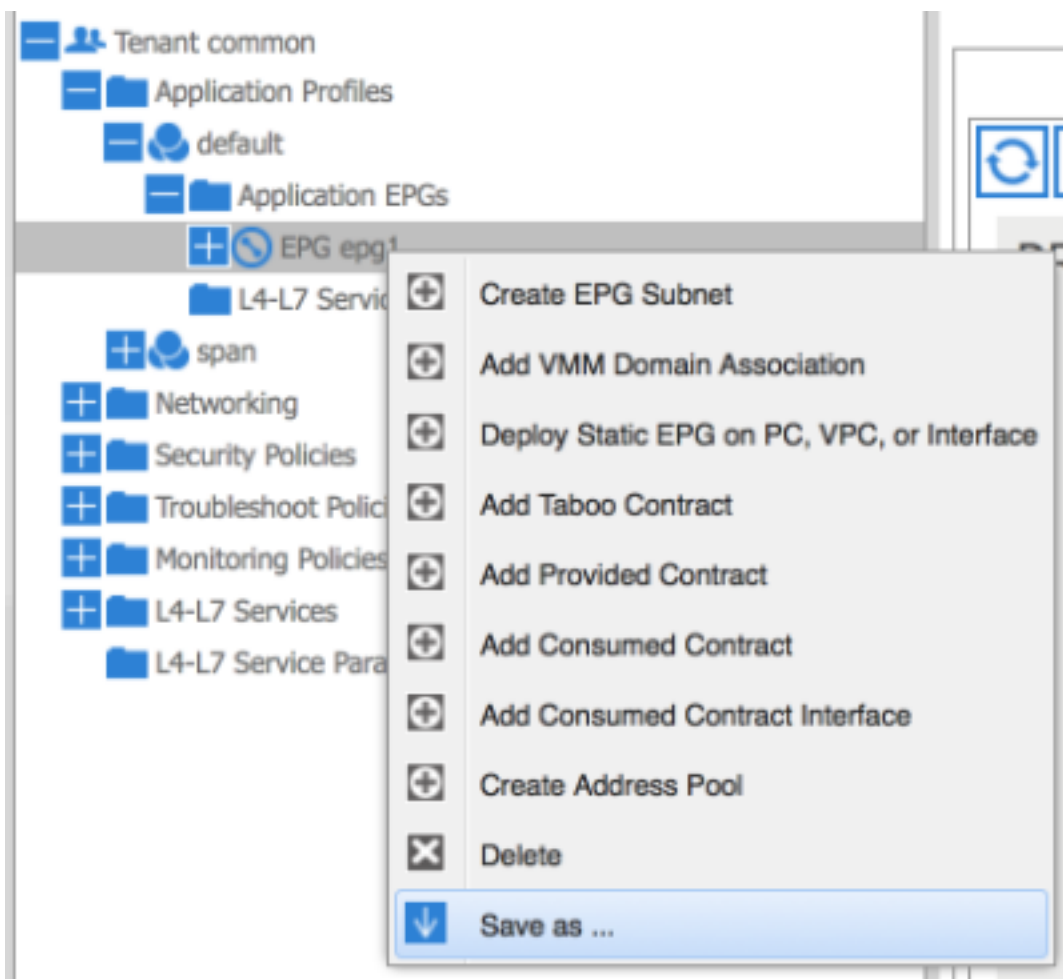 Tenant common
Application Profiles
default
Application EPGs
EPG epg1
L4-L7 Servic
span
Networking
Security Policies
Troubleshoot Polici
Monitoring Policies
L4-L7 Services
L4-L7 Service Para
Create EPG Subnet
Add VMM Domain Association
Deploy Static EPG on PC, VPC, or Interface
Add Taboo Contract
Add Provided Contract
Add Consumed Contract
Add Consumed Contract Interface
Create Address Pool
Delete
Save as ...